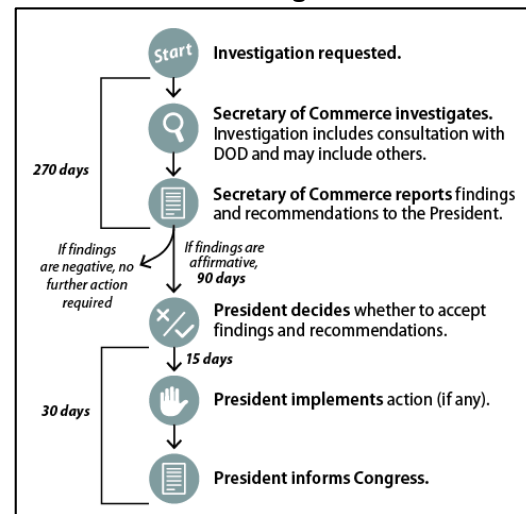 Start
Investigation requested.
Secretary of Commerce investigates.
Investigation includes consultation with
DOD and may include others.
270 days
Secretary of Commerce reports findings
and recommendations to the President.
If findings
are negative, no
further action
required
If findings are
affirmative,
90 days
President decides whether to accept
findings and recommendations.
15 days
30 days
President implements action (if any).
President informs Congress.